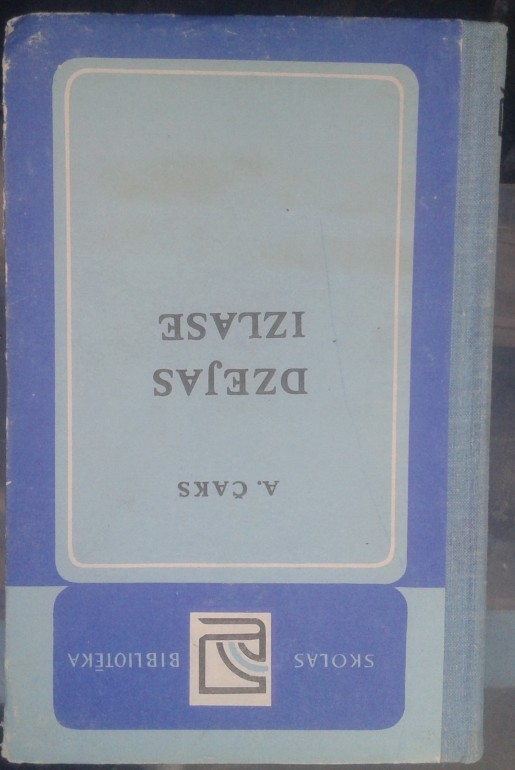 SKOLAS BIBLIOTĒKA
A. ČAKS
DZEJAS
IZLASE